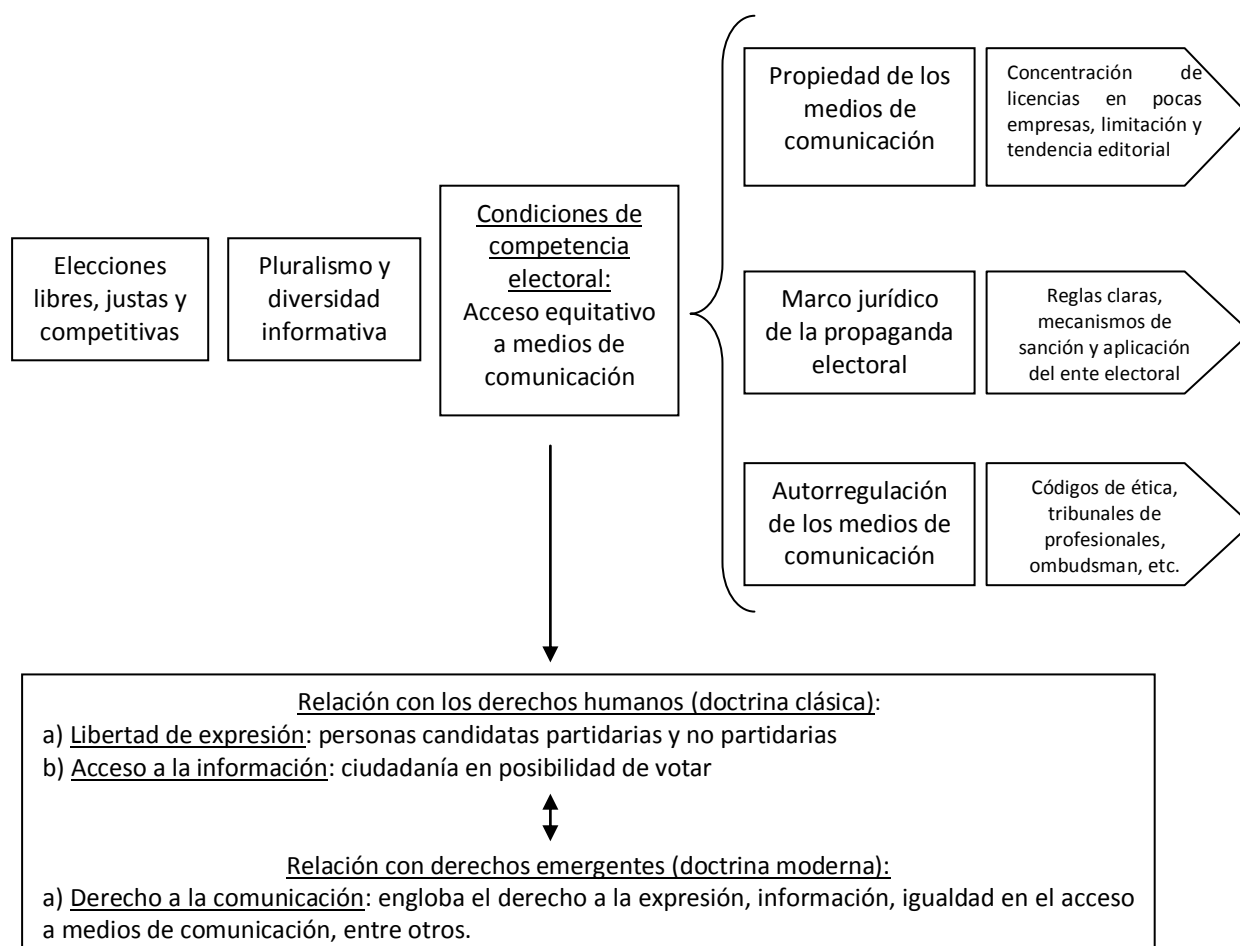 Elecciones
libres, justas y
competitivas
Pluralismo y
diversidad
informativa
Condiciones de
competencia
electoral:
Acceso equitativo
a medios de
comunicación
Propiedad de los
medios de
comunicación
Concentración de
licencias en pocas
empresas, limitación y
tendencia editorial
Marco jurídico
de la propaganda
electoral
Reglas claras,
mecanismos de
sanción y aplicación
del ente electoral
Autorregulación
de los medios de
comunicación
Códigos de ética,
tribunales de
profesionales,
ombudsman, etc.
Relación con los derechos humanos (doctrina clásica):
a) Libertad de expresión: personas candidatas partidarias y no partidarias
b) Acceso a la información: ciudadanía en posibilidad de votar
Relación con derechos emergentes (doctrina moderna):
a) Derecho a la comunicación: engloba el derecho a la expresión, información, igualdad en el acceso
a medios de comunicación, entre otros.